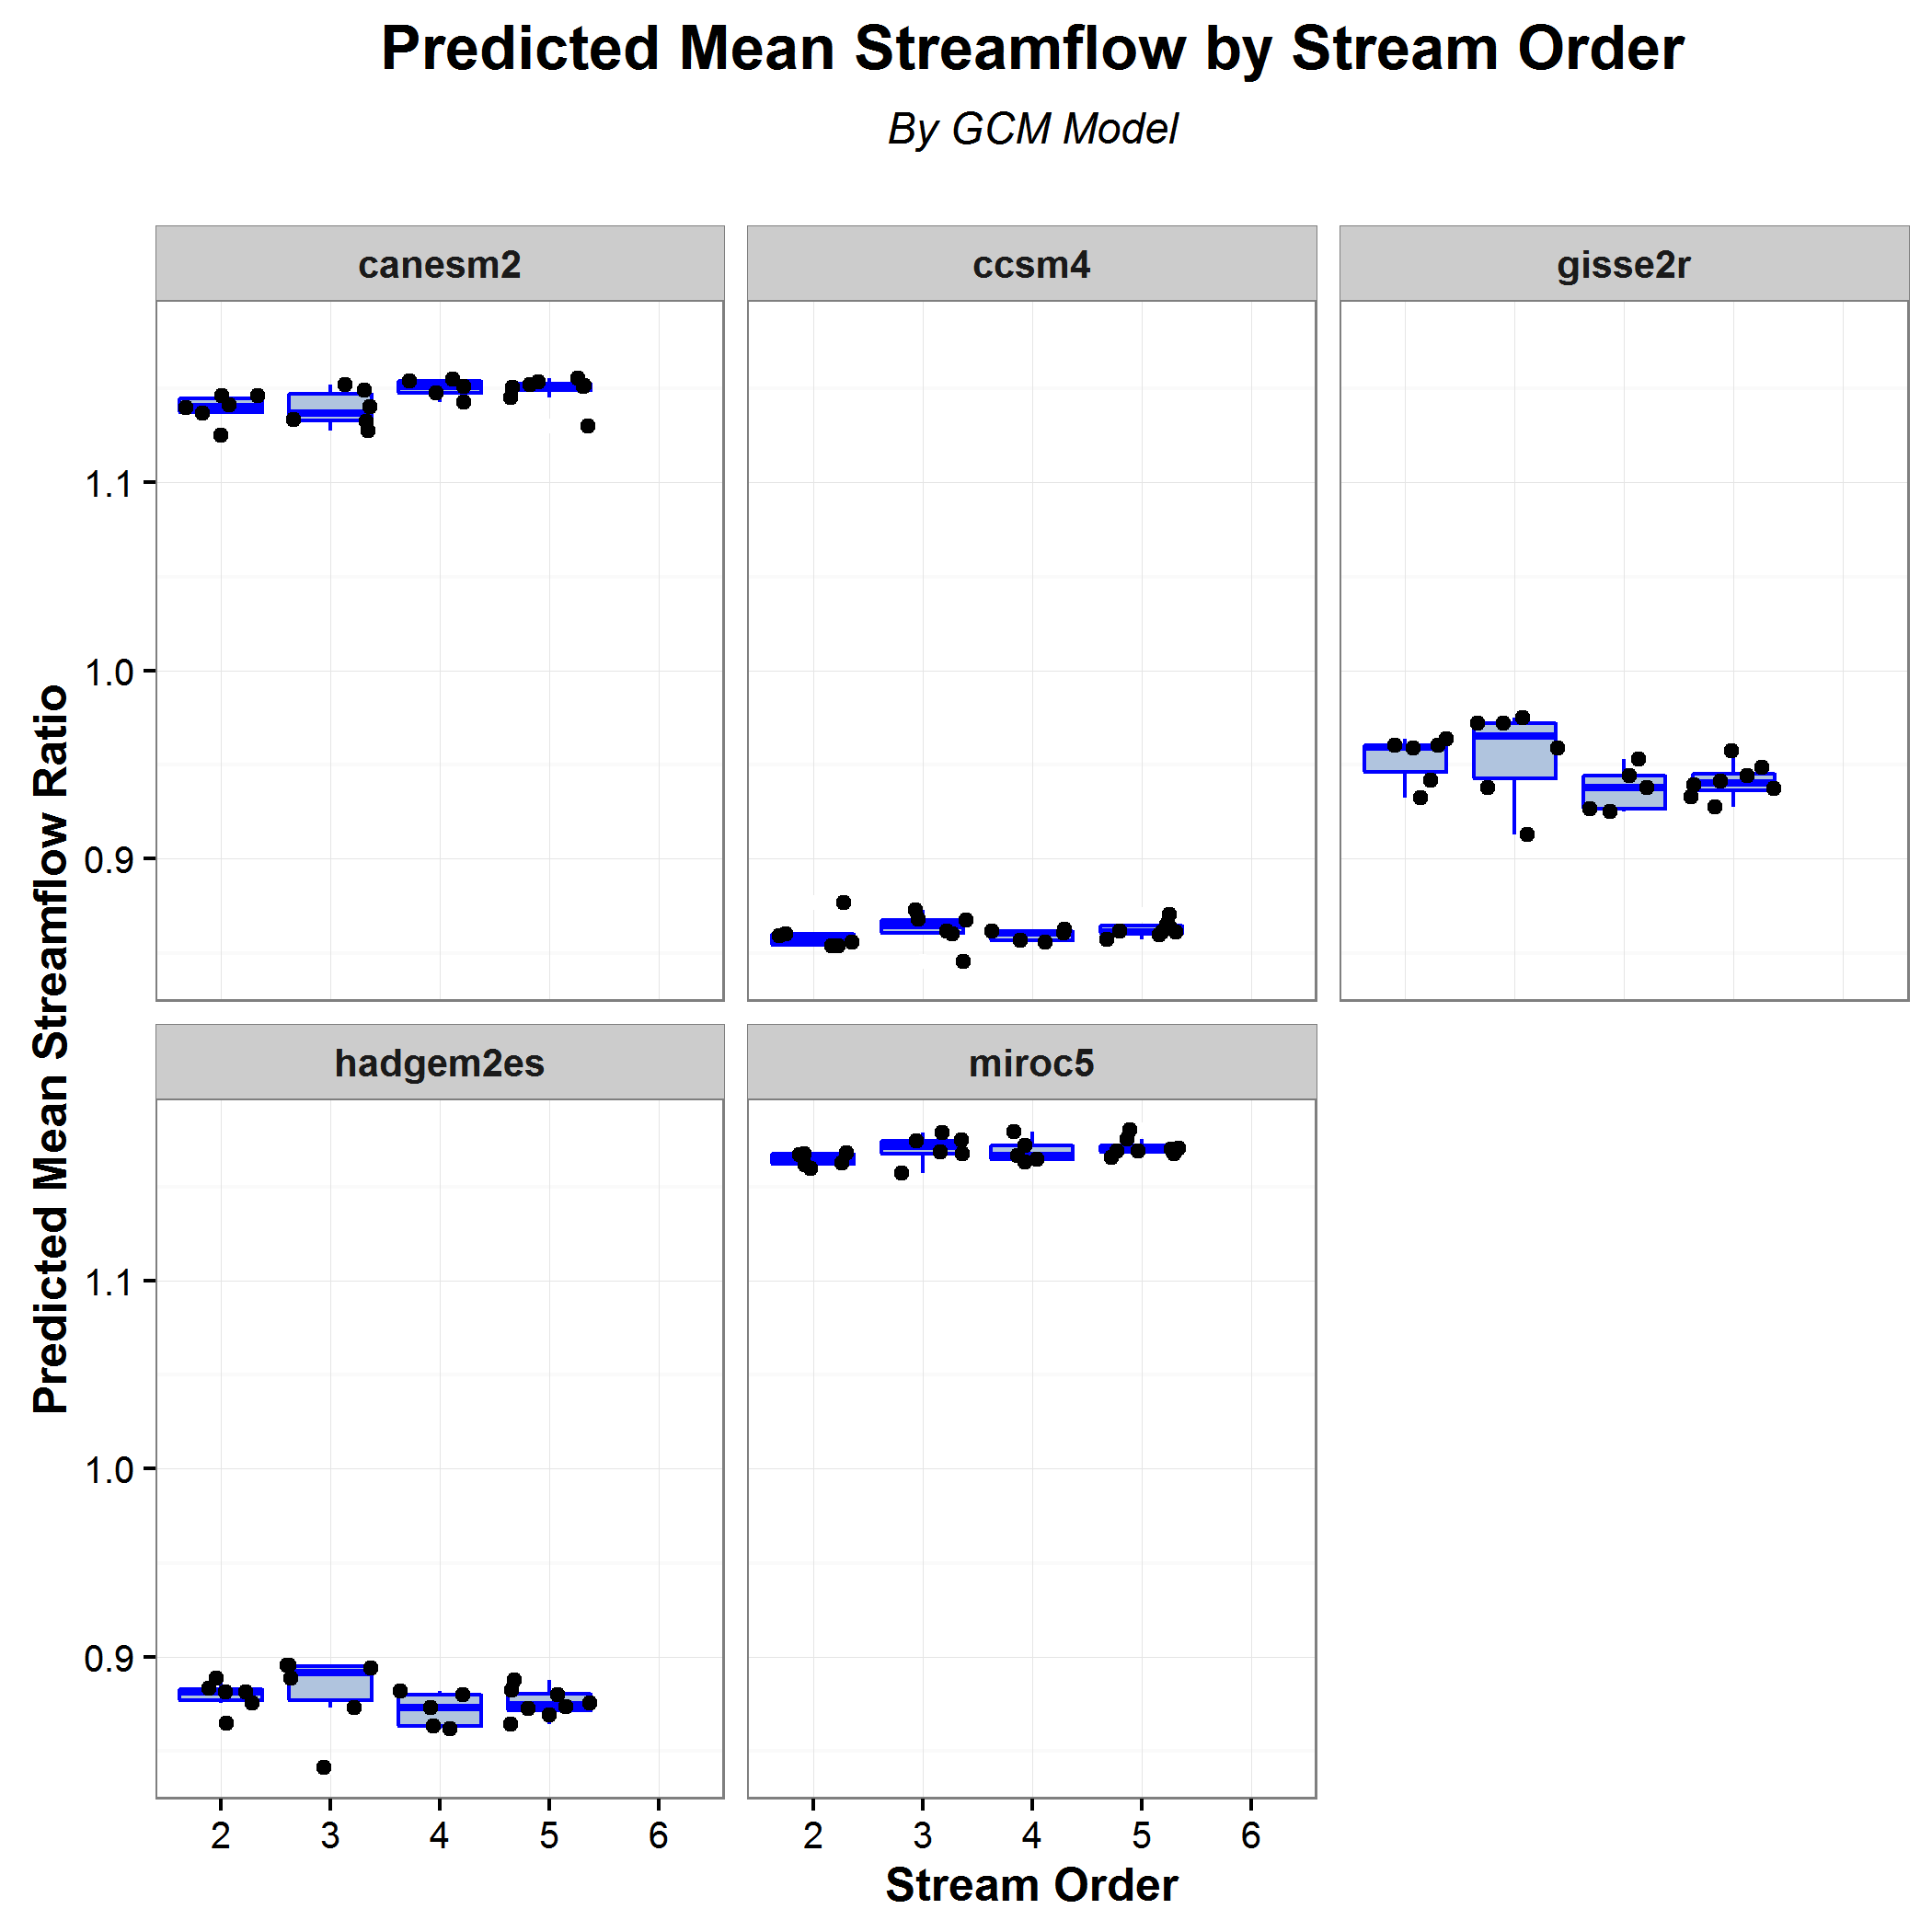 Predicted Mean Streamflow by Stream Order
By GCM Model
canesm2
ccsm4
gisse2r
1.1
1.0
0.9
Predicted Mean Streamflow Ratio
hadgem2es
miroc5
1.1
1.0
0.9
2 3 4 5 6
2 3 4 5 6
Stream Order